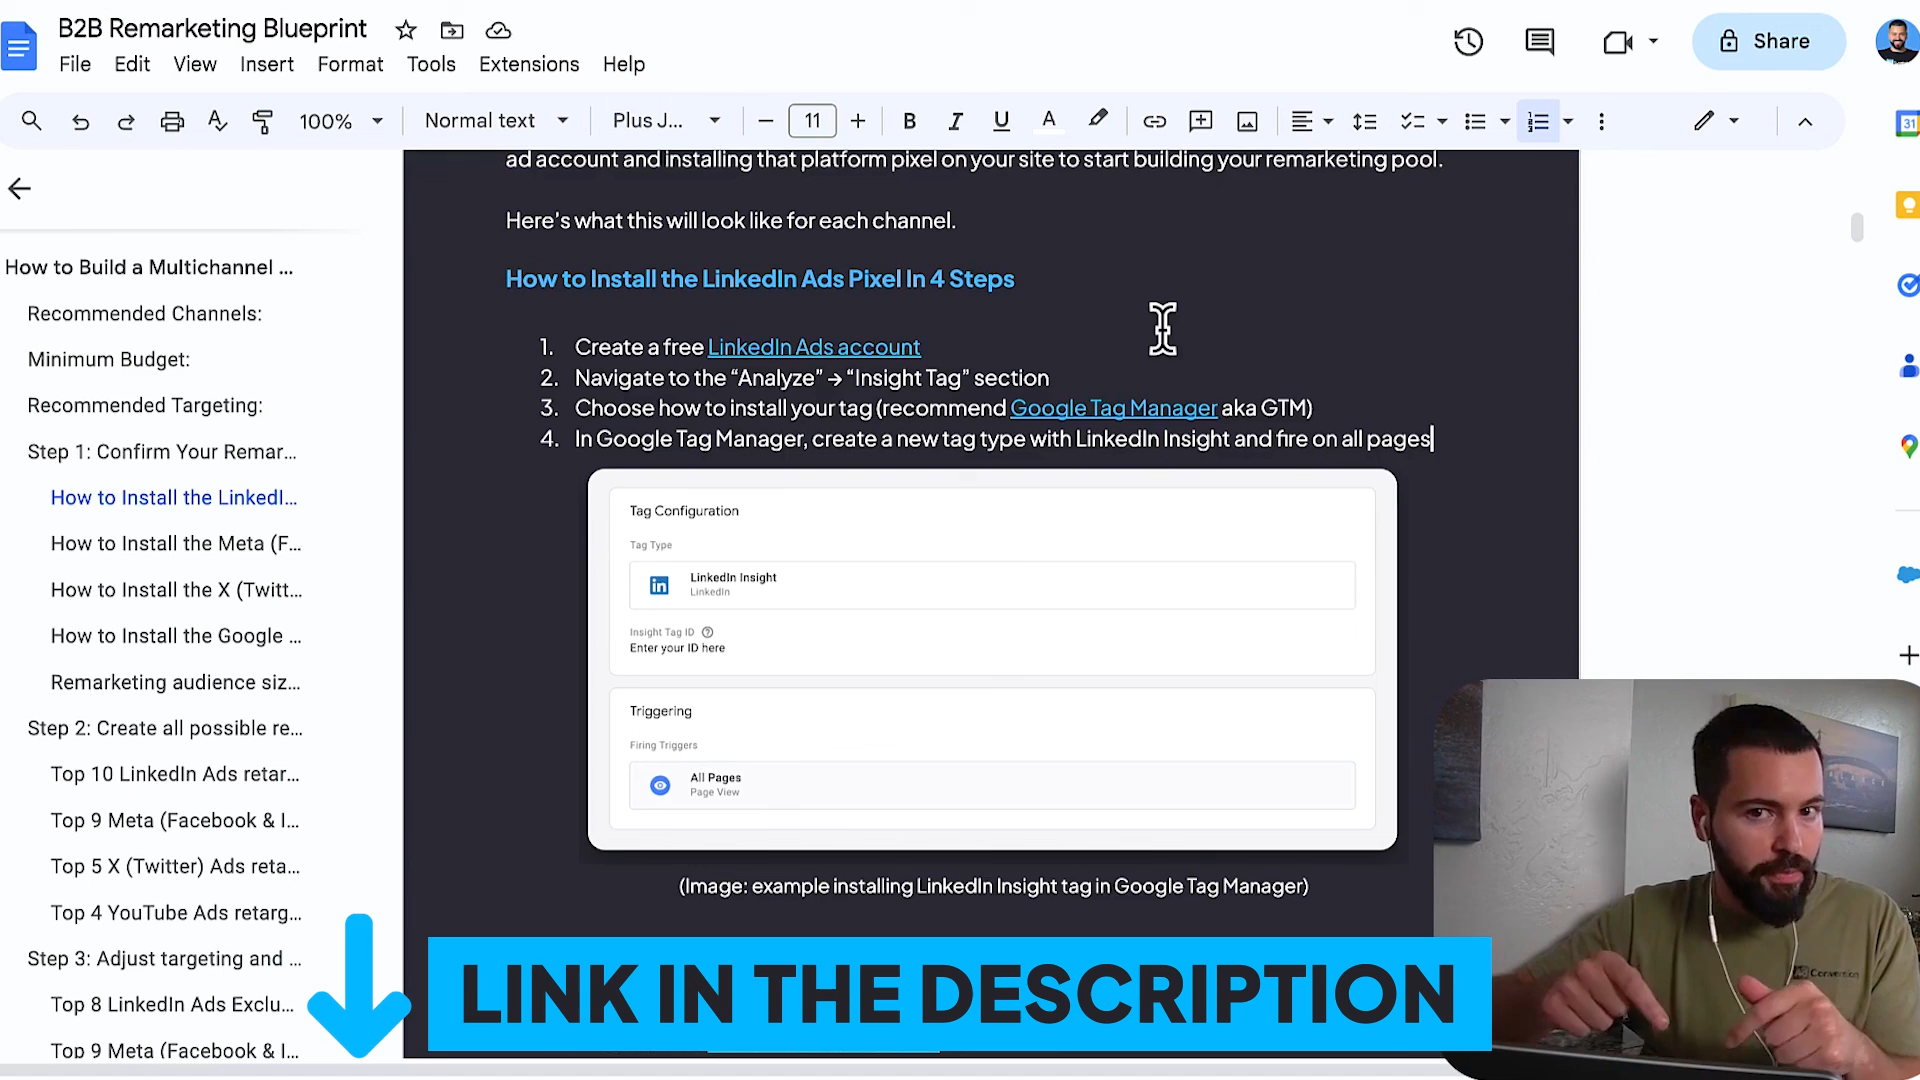 B2B Remarketing Blueprint
File Edit View Insert Format Tools Extensions Help
Share
100% Normal text Plus J... 11
31
ad account and installing that platform pixel on your site to start building your remarketing pool.
Here's what this will look like for each channel.
How to Install the LinkedIn Ads Pixel In 4 Steps
1. Create a free LinkedIn Ads account
2. Navigate to the “Analyze” → “Insight Tag” section
3. Choose how to install your tag (recommend Google Tag Manager aka GTM)
4. In Google Tag Manager, create a new tag type with LinkedIn Insight and fire on all pages
Tag Configuration
Tag Type
in
LinkedIn Insight
LinkedIn
Insight Tag ID
Enter your ID here
Triggering
Firing Triggers
All Pages
Page View
(Image: example installing LinkedIn Insight tag in Google Tag Manager)
How to Build a Multichannel ...
Recommended Channels:
Minimum Budget:
Recommended Targeting:
Step 1: Confirm Your Remar...
How to Install the LinkedI...
How to Install the Meta (F...
How to Install the X (Twitt...
How to Install the Google ...
Remarketing audience siz...
Step 2: Create all possible re...
Top 10 LinkedIn Ads retar...
Top 9 Meta (Facebook & I...
Top 5 X (Twitter) Ads reta...
Top 4 YouTube Ads retarg...
Step 3: Adjust targeting and ...
Top 8 LinkedIn Ads Exclu...
Top 9 Meta (Facebook & I...
LINK IN THE DESCRIPTION
Conversion